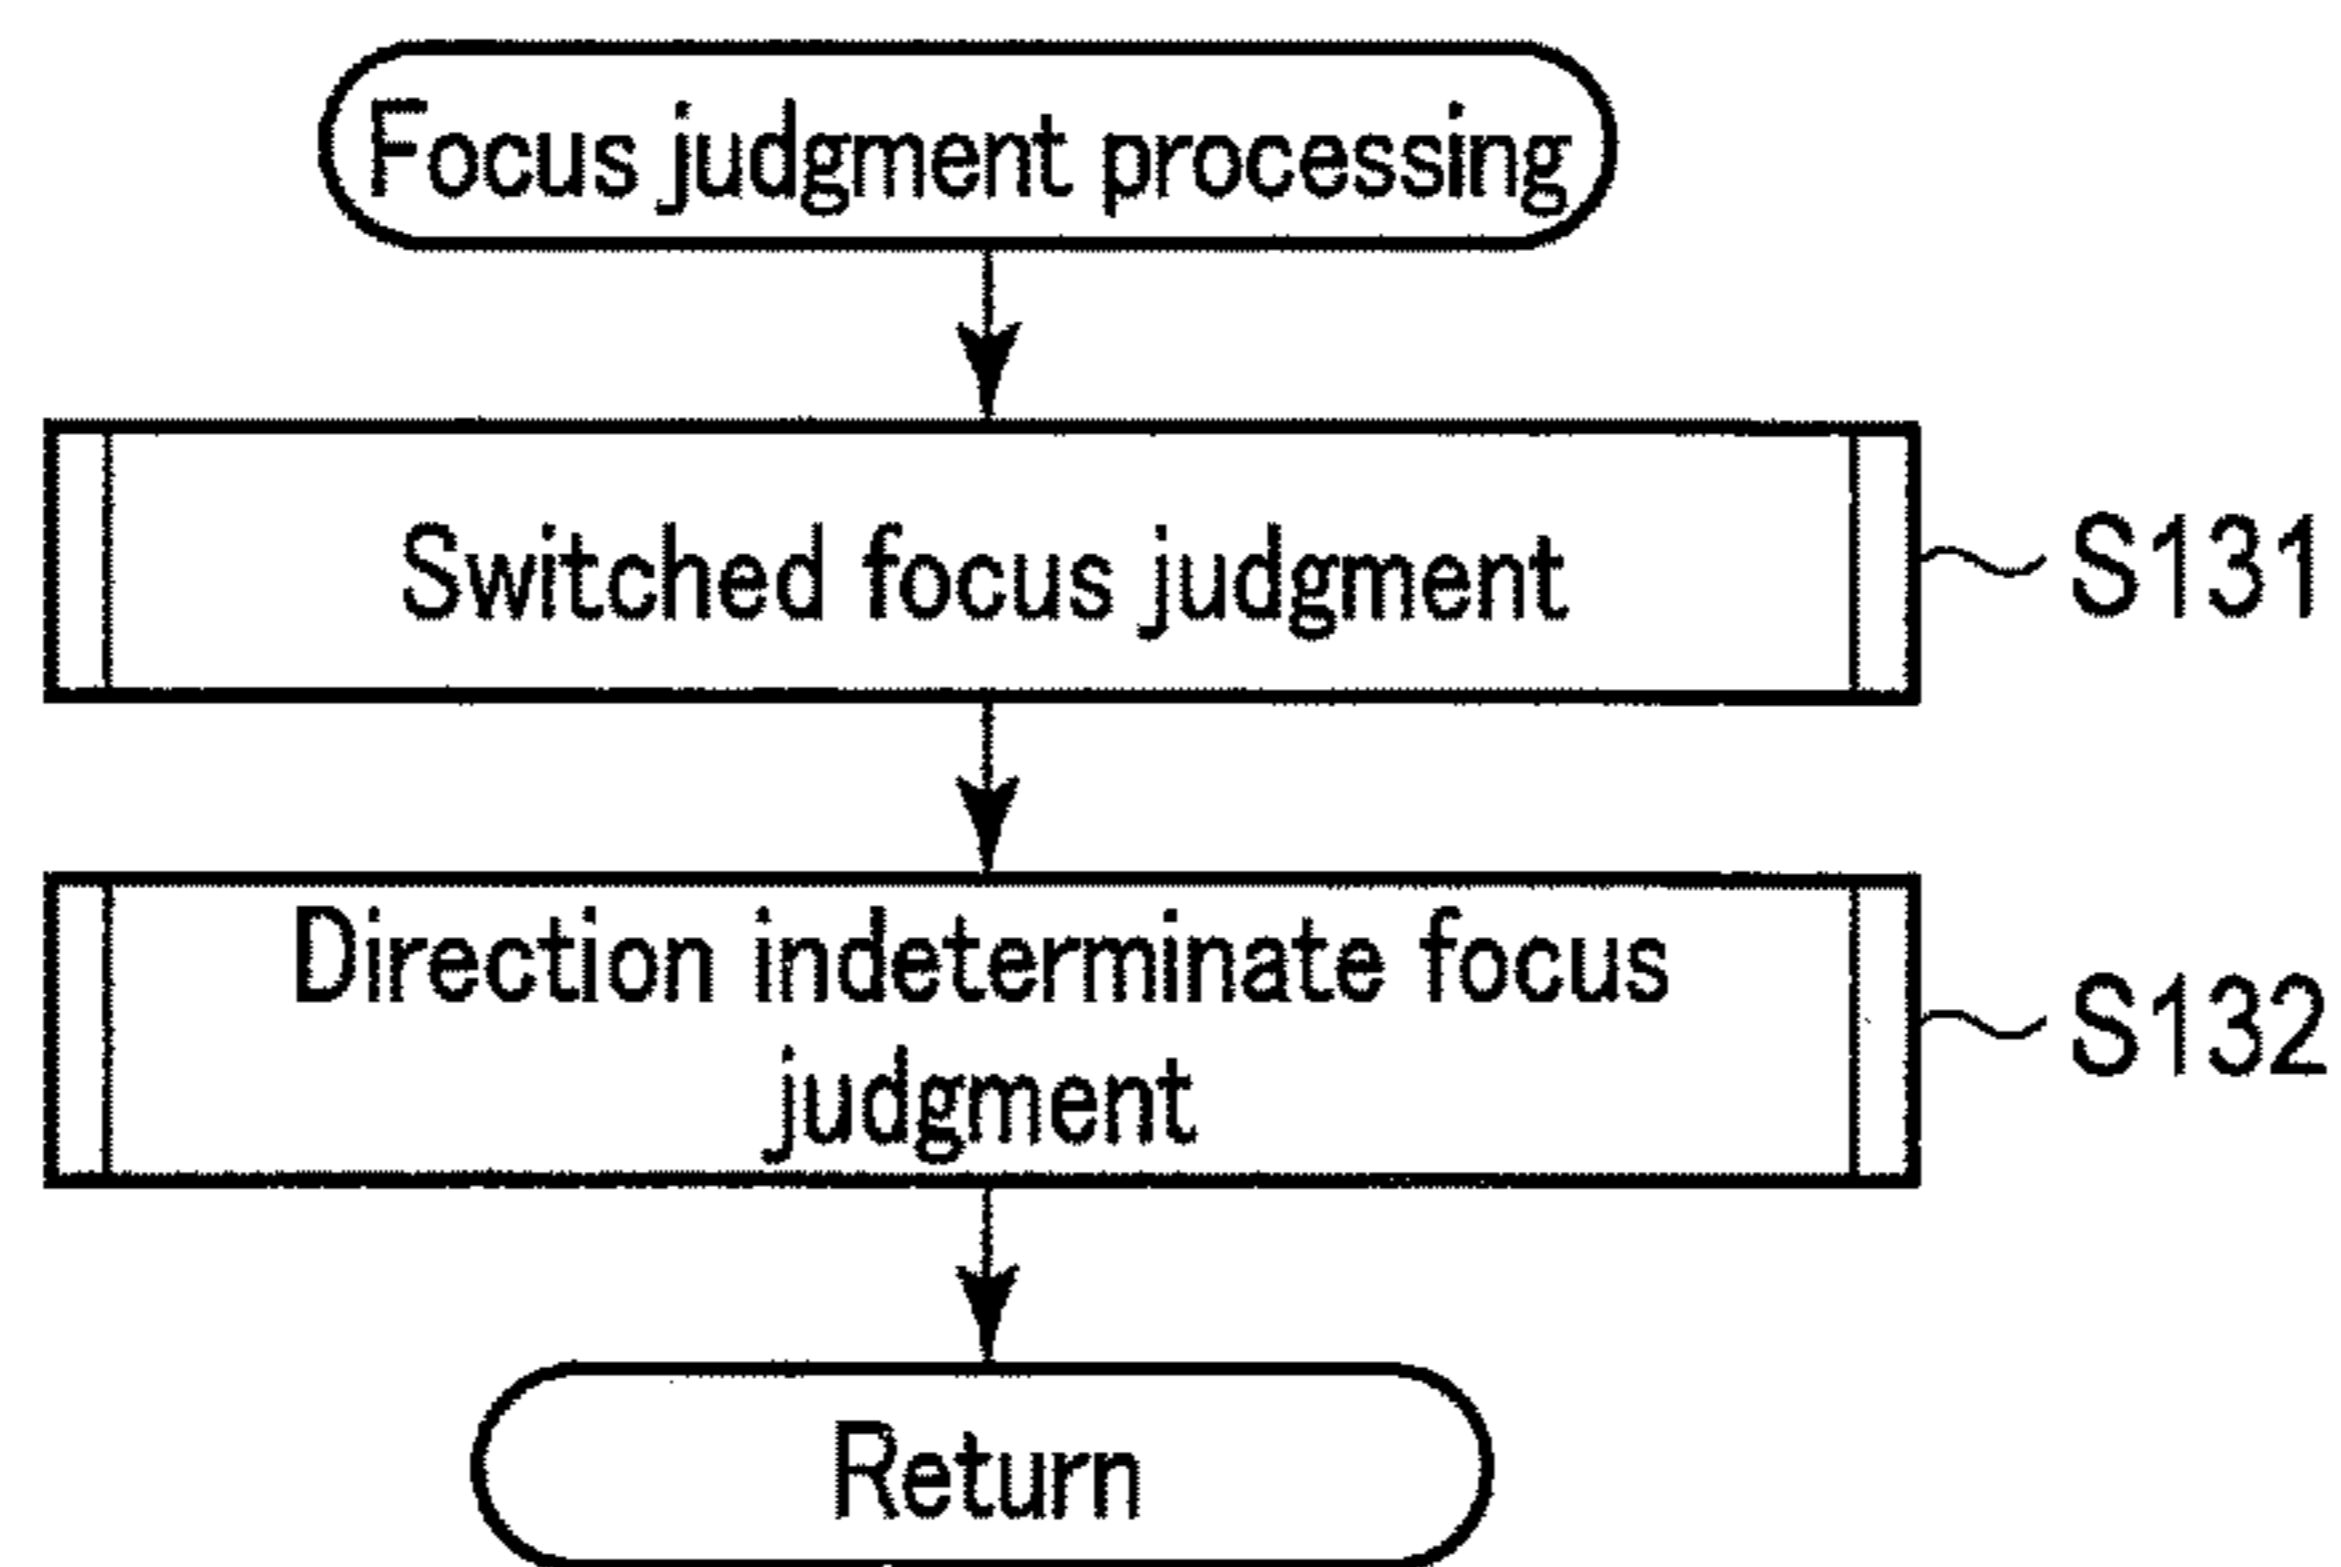 Focus judgment processing
Switched focus judgment
S131
Direction indeterminate focus
judgment
S132
Return